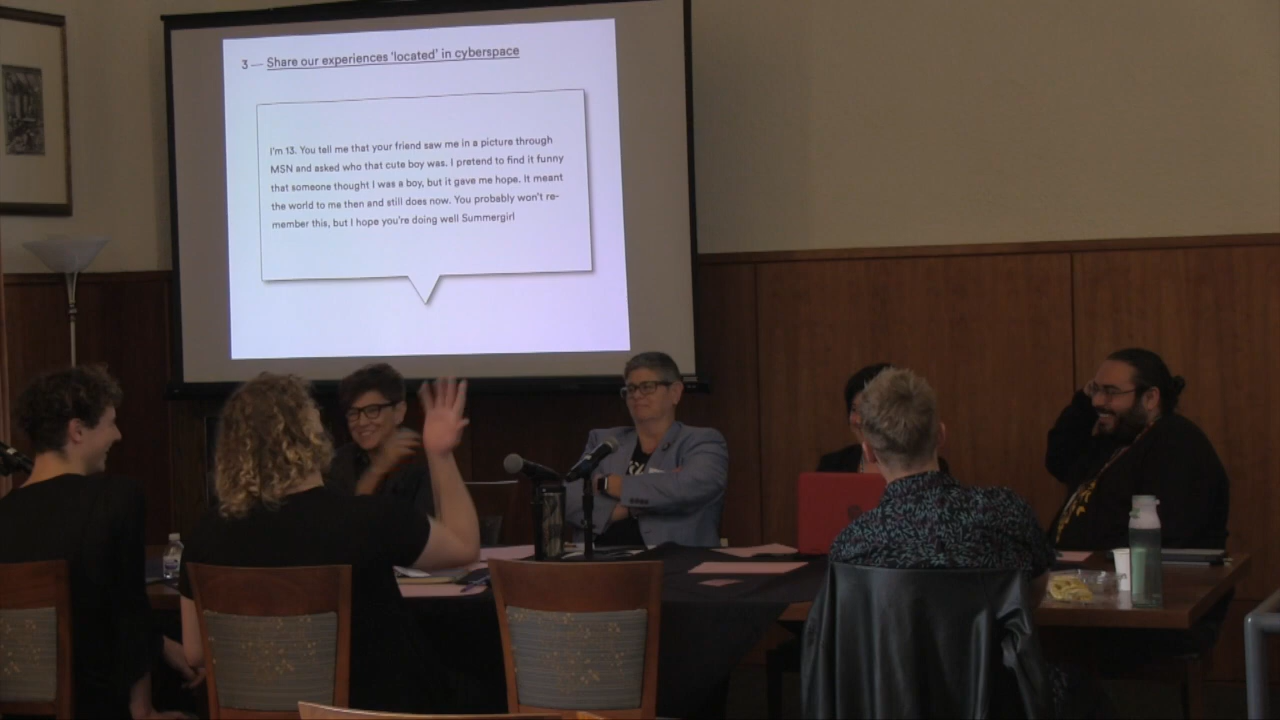 3 — Share our experiences 'located' in cyberspace
I'm 13. You tell me that your friend saw me in a picture through
MSN and asked who that cute boy was. I pretend to find it funny
that someone thought I was a boy, but it gave me hope. It meant
the world to me then and still does now. You probably won't re-
member this, but I hope you're doing well Summergirl